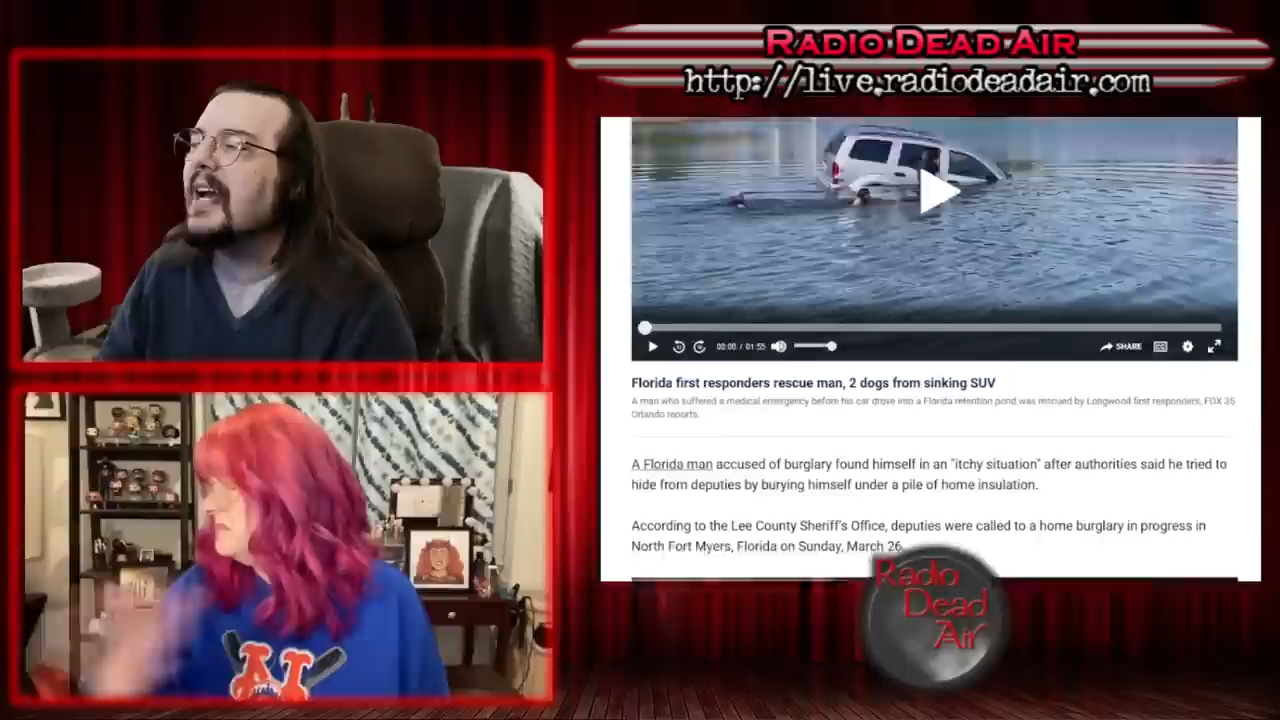 Radio Dead Air
http://live.radiodeadair.com
00:00 / 01:55
SHARE
Florida first responders rescue man, 2 dogs from sinking SUV
A man who suffered a medical emergency before his car drove into a Florida retention pond was rescued by Longwood first responders, FOX 35
Orlando reports.
A Florida man accused of burglary found himself in an "itchy situation" after authorities said he tried to
hide from deputies by burying himself under a pile of home insulation.
According to the Lee County Sheriff's Office, deputies were called to a home burglary in progress in
North Fort Myers, Florida on Sunday, March 26
Radio
Dead
Air